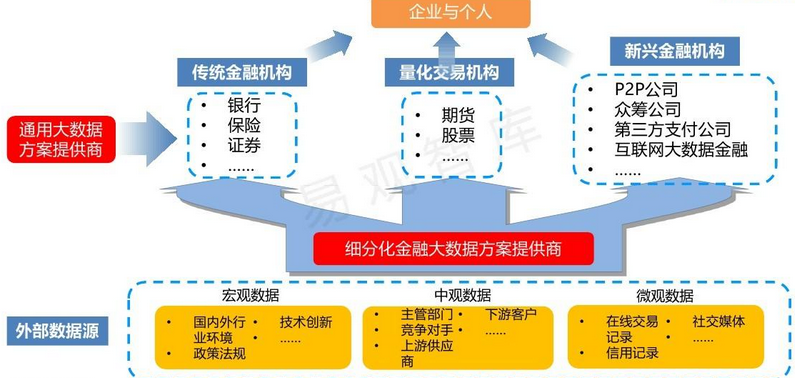 企业与个人
传统金融机构
量化交易机构
新兴金融机构
• 银行
• 保险
• 证券
• ......
• 期货
• 股票
• ......
• P2P公司
• 众筹公司
• 第三方支付公司
• 互联网大数据金融
• ......
通用大数据
方案提供商
易观智库
细分化金融大数据方案提供商
外部数据源
宏观数据
• 国内外行
业环境
• 政策法规
• 技术创新
• ......
中观数据
• 主管部门
• 竞争对手
• 上游供应
商
• 下游客户
• ......
微观数据
• 在线交易
记录
• 信用记录
• 社交媒体
• ......